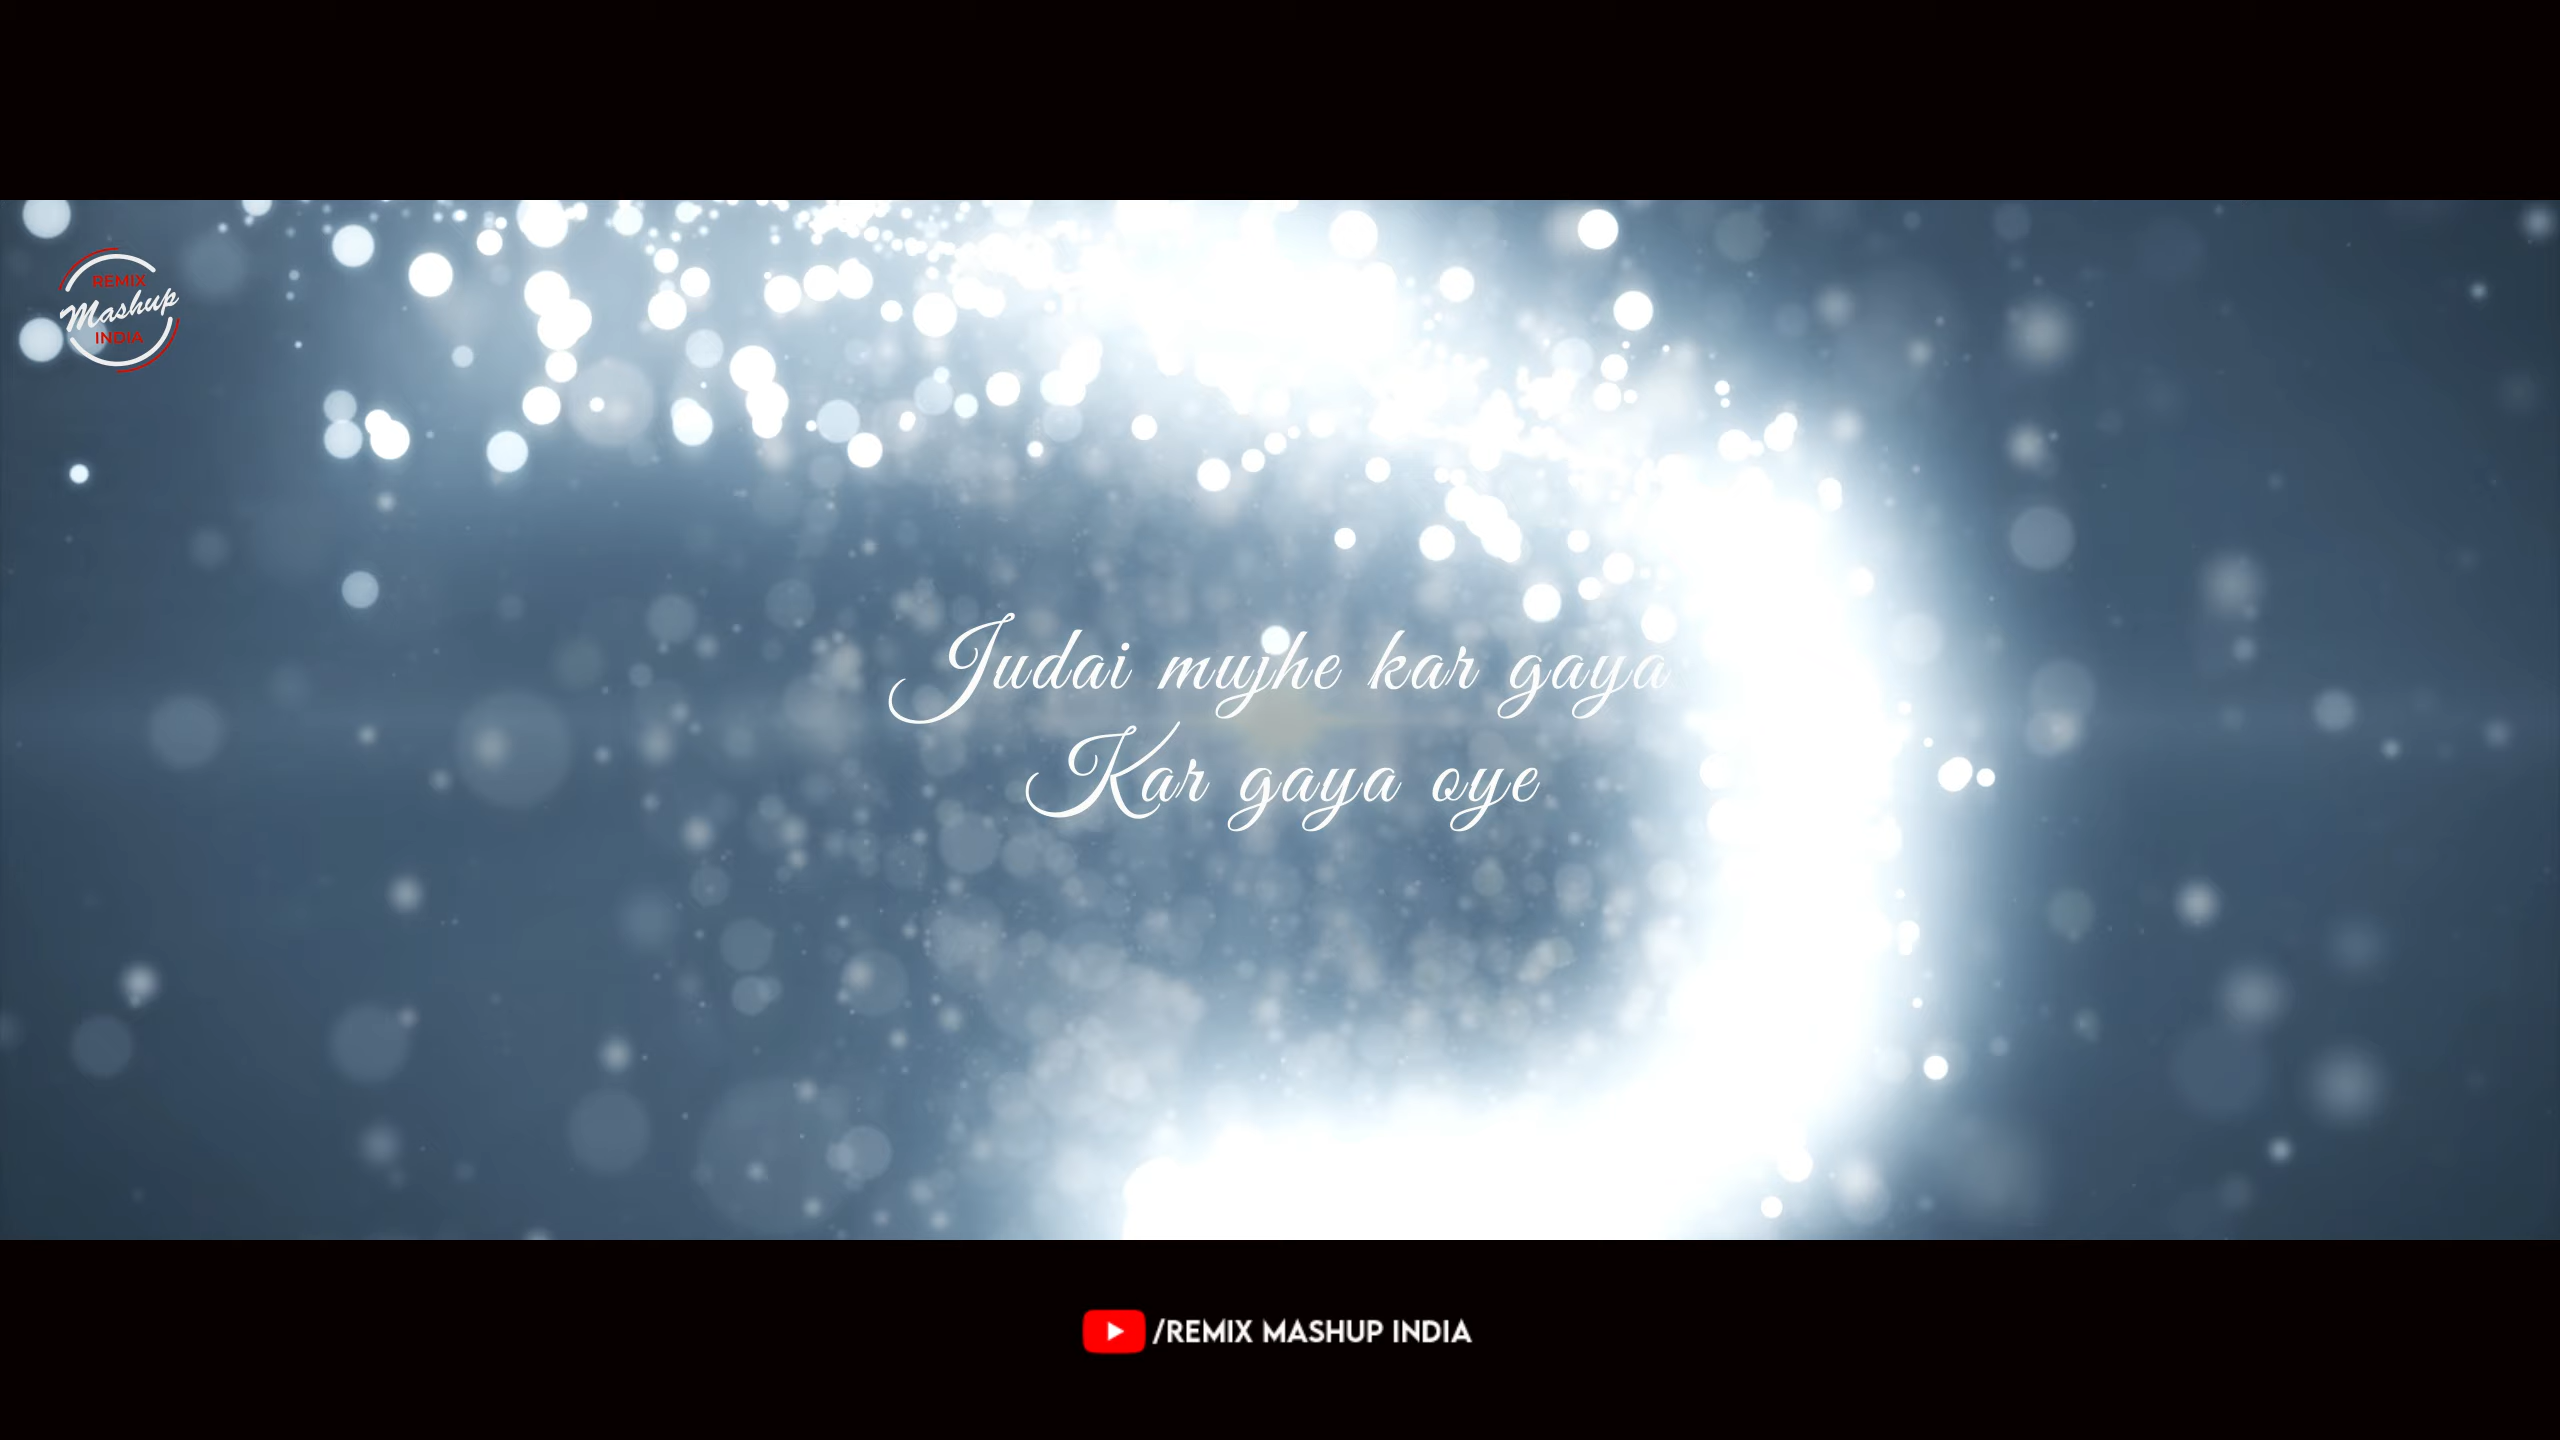 REMIX
Mashup
INDIA
Judai mujhe kar gaya
Kar gaya oye
/REMIX MASHUP INDIA